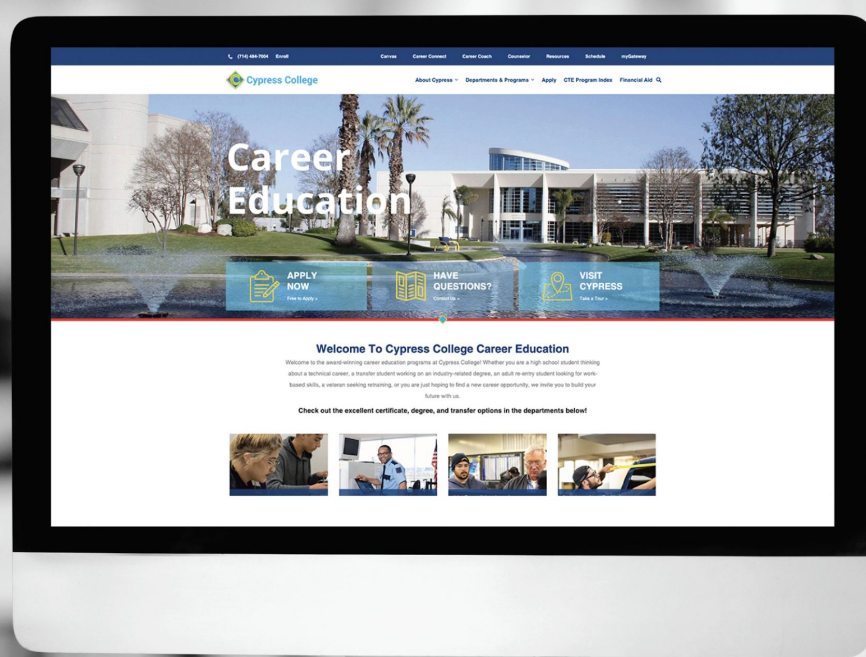 (714) 484-7004 Enroll Canvas Career Connect Career Coach Counselor Resources Schedule myGateway
Cypress College About Cypress Departments & Programs Apply CTE Program Index Financial Aid
Career
Education
APPLY
NOW
Free to Apply »
HAVE
QUESTIONS?
Contact Us »
VISIT
CYPRESS
Take a Tour »
Welcome To Cypress College Career Education
Welcome to the award-winning career education programs at Cypress College! Whether you are a high school student thinking
about a technical career, a transfer student working on an industry-related degree, an adult re-entry student looking for work-
based skills, a veteran seeking retraining, or you are just hoping to find a new career opportunity, we invite you to build your
future with us.
Check out the excellent certificate, degree, and transfer options in the departments below!